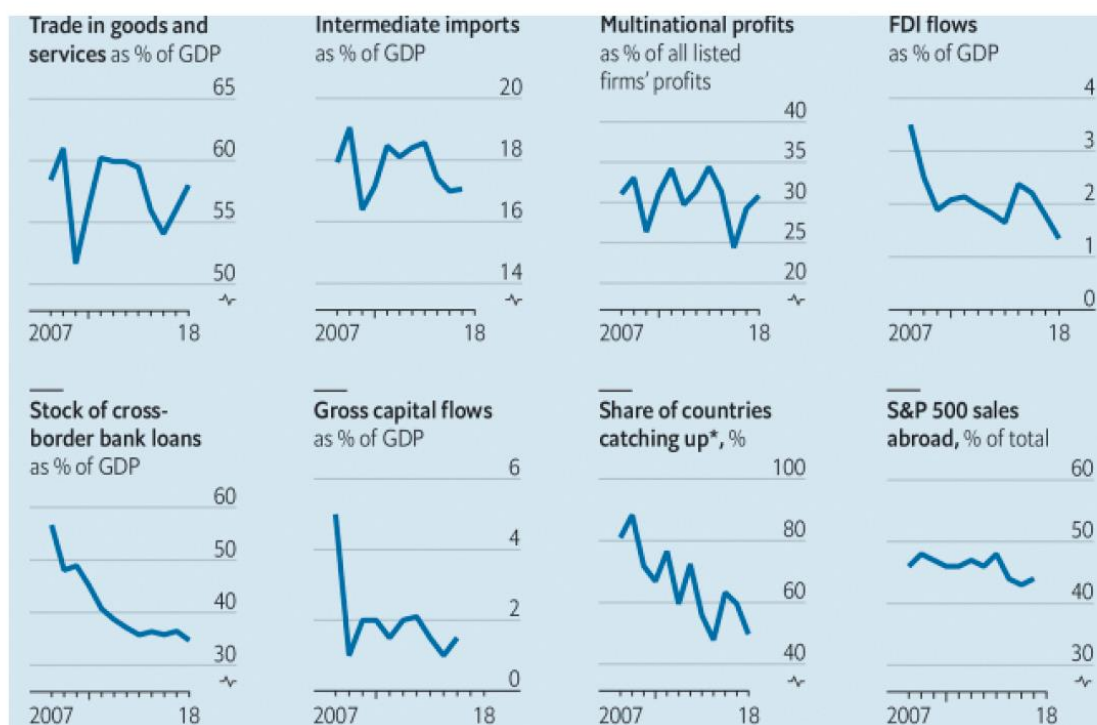 Trade in goods and
services as % of GDP
65
60
55
50
2007
18
Intermediate imports
as % of GDP
20
18
16
14
2007
18
Multinational profits
as % of all listed
firms' profits
40
35
30
25
20
2007
18
FDI flows
as % of GDP
4
3
2
1
0
2007
18
Stock of cross-
border bank loans
as % of GDP
60
50
40
30
2007
18
Gross capital flows
as % of GDP
6
4
2
0
2007
18
Share of countries
catching up*, %
100
80
60
40
2007
18
S&P 500 sales
abroad, % of total
60
50
40
30
2007
18